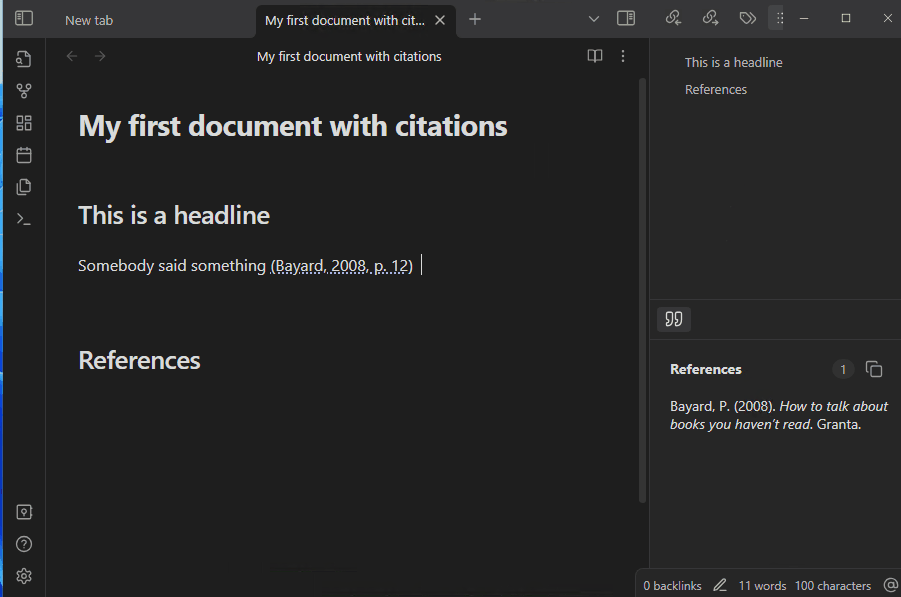 New tab
My first document with cit...
My first document with citations
My first document with citations
This is a headline
Somebody said something (Bayard, 2008, p. 12)
References
This is a headline
References
References
1
Bayard, P. (2008). How to talk about
books you haven't read. Granta.
0 backlinks
11 words
100 characters